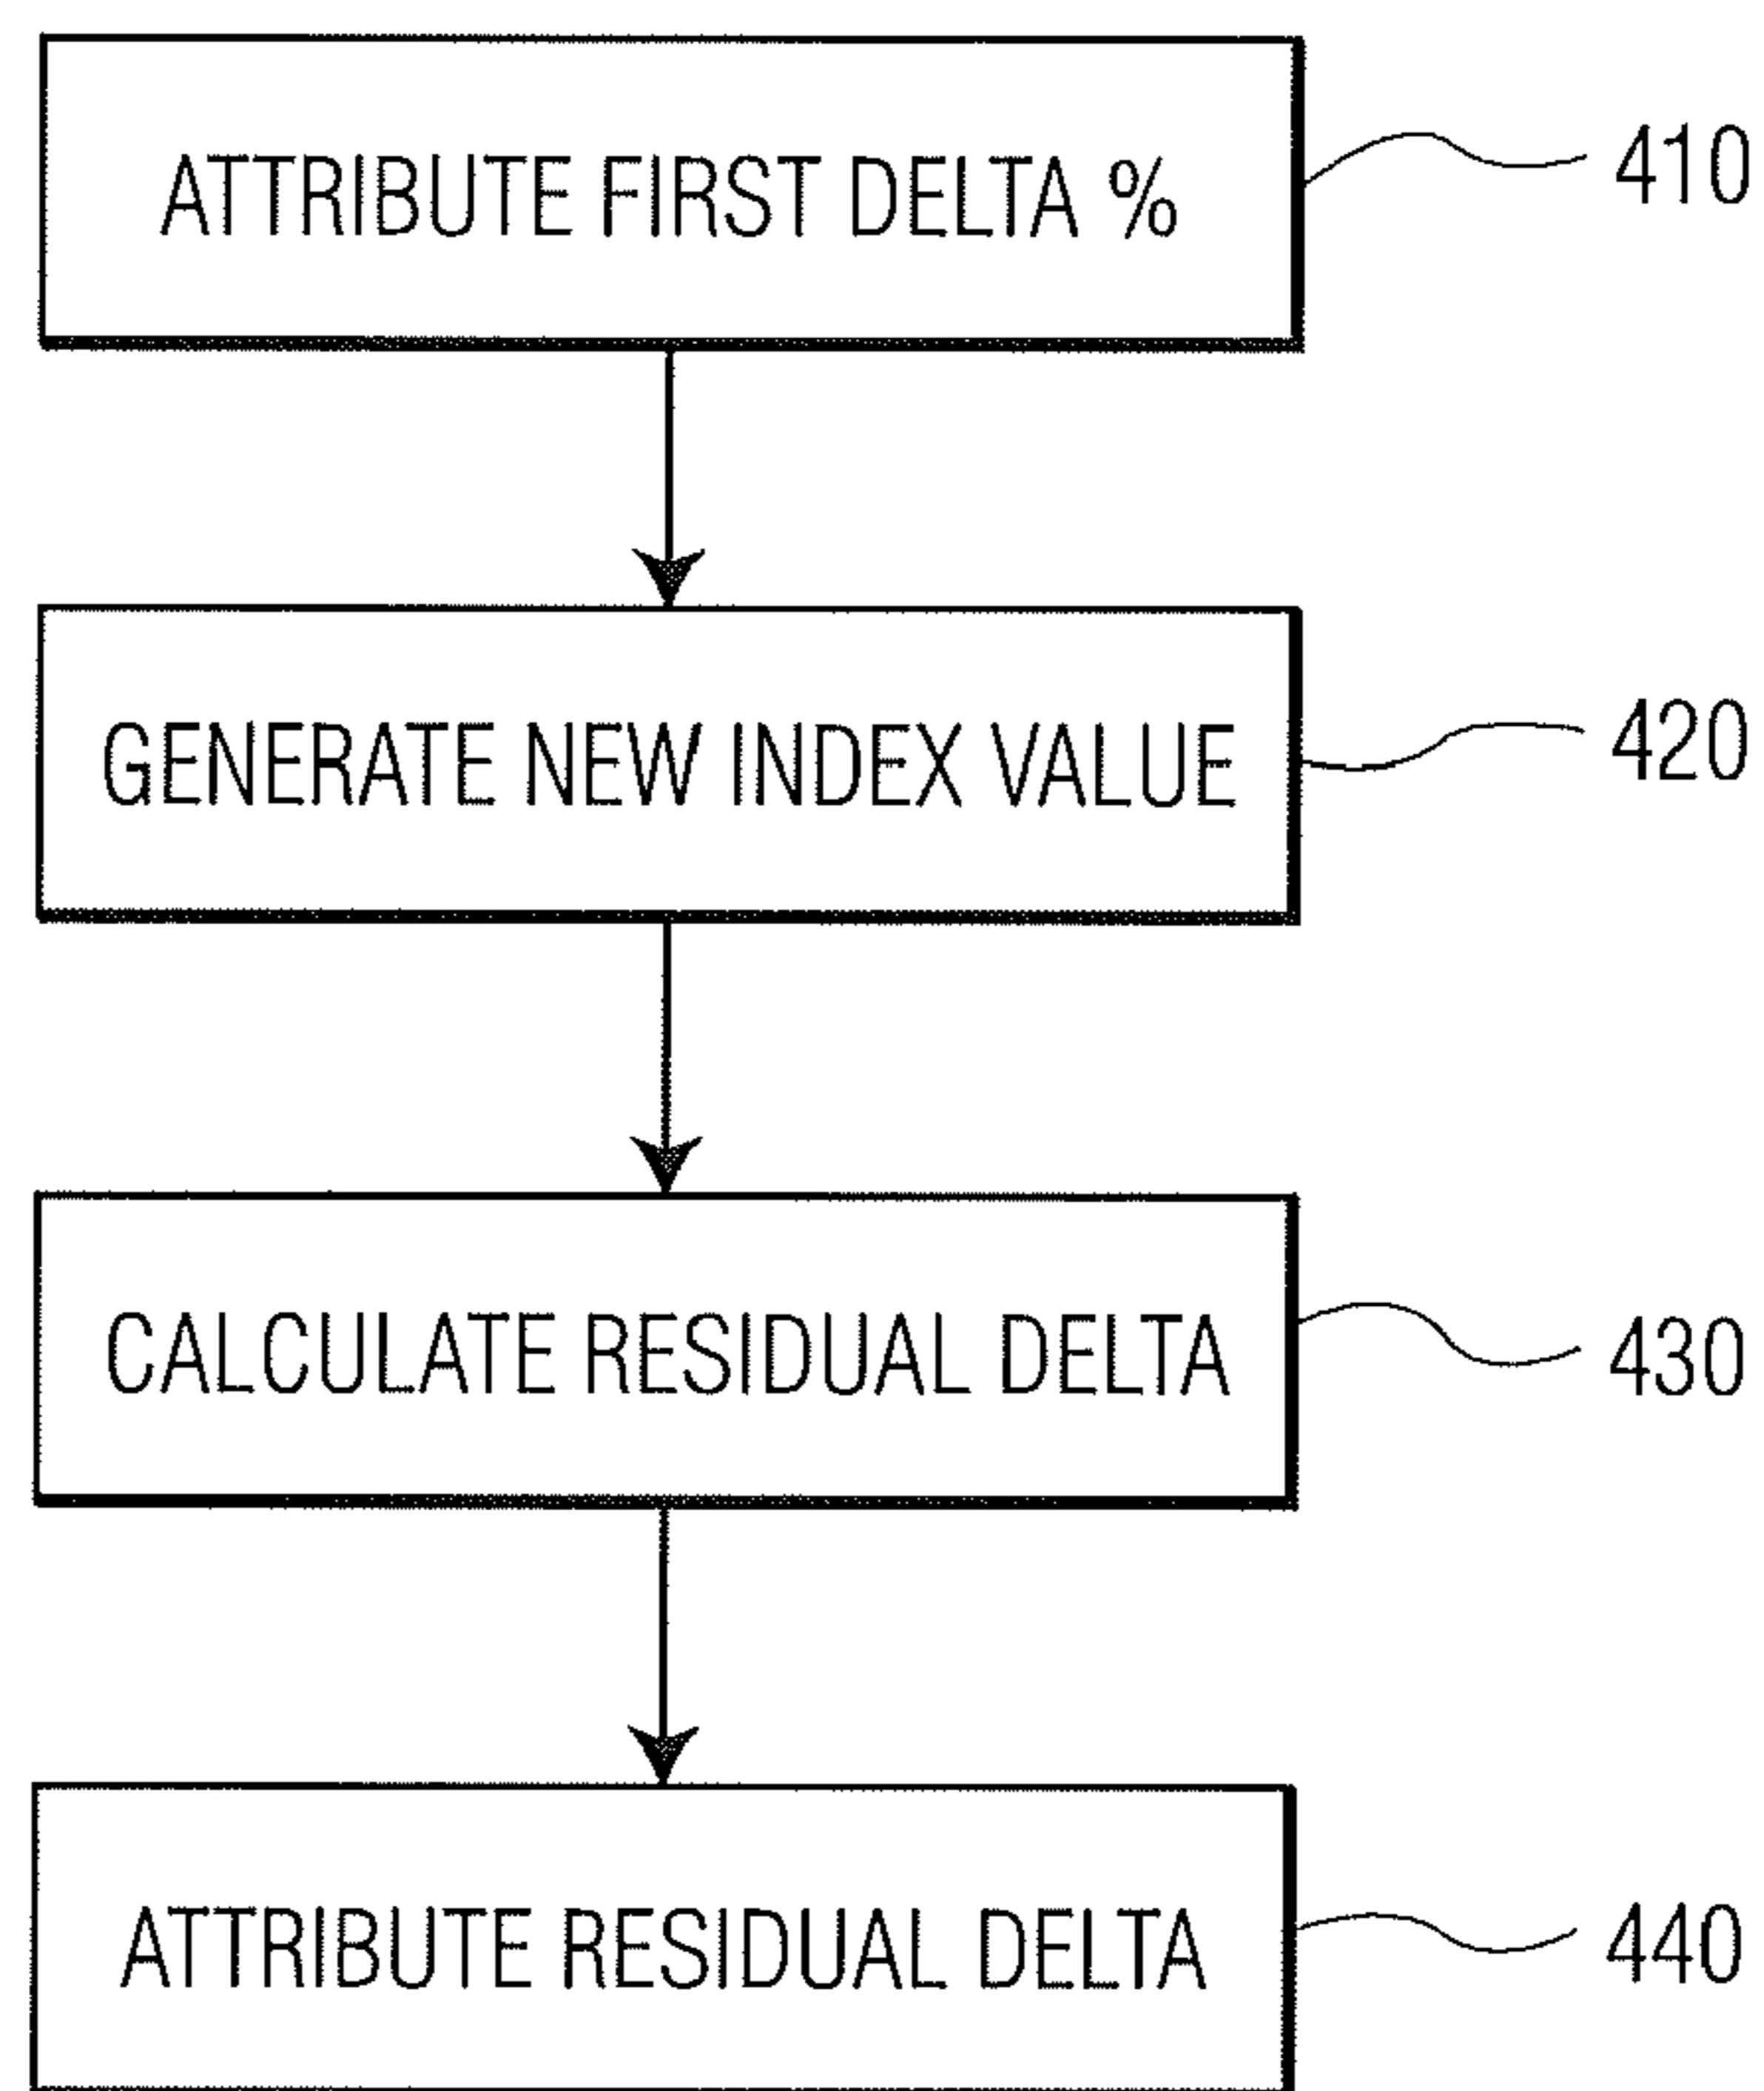 ATTRIBUTE FIRST DELTA %
410
GENERATE NEW INDEX VALUE
420
CALCULATE RESIDUAL DELTA
430
ATTRIBUTE RESIDUAL DELTA
440